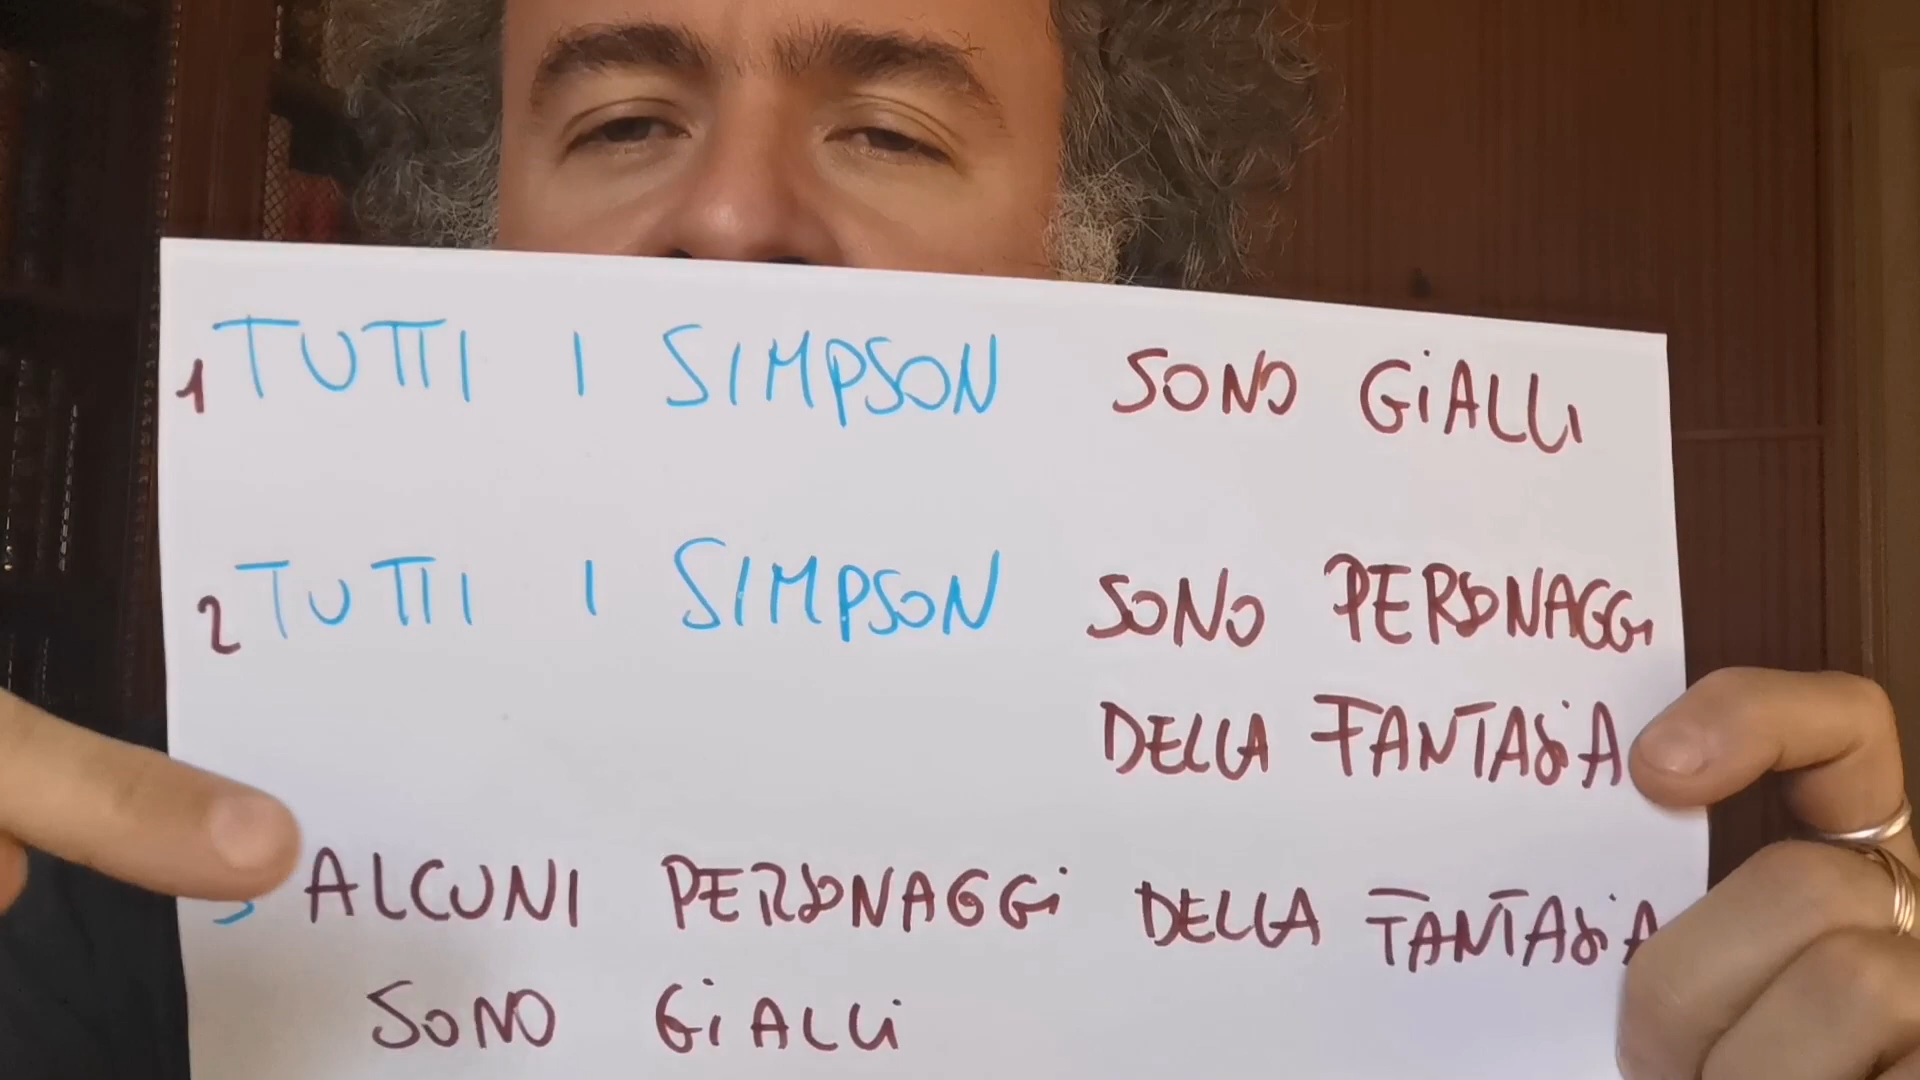 1 TUTTI I SIMPSON SONO GIALLI
2 TUTTI I SIMPSON SONO PERSONAGGI
DELLA FANTASIA
ALCUNI PERSONAGGI DELLA FANTASIA
SONO GIALLI